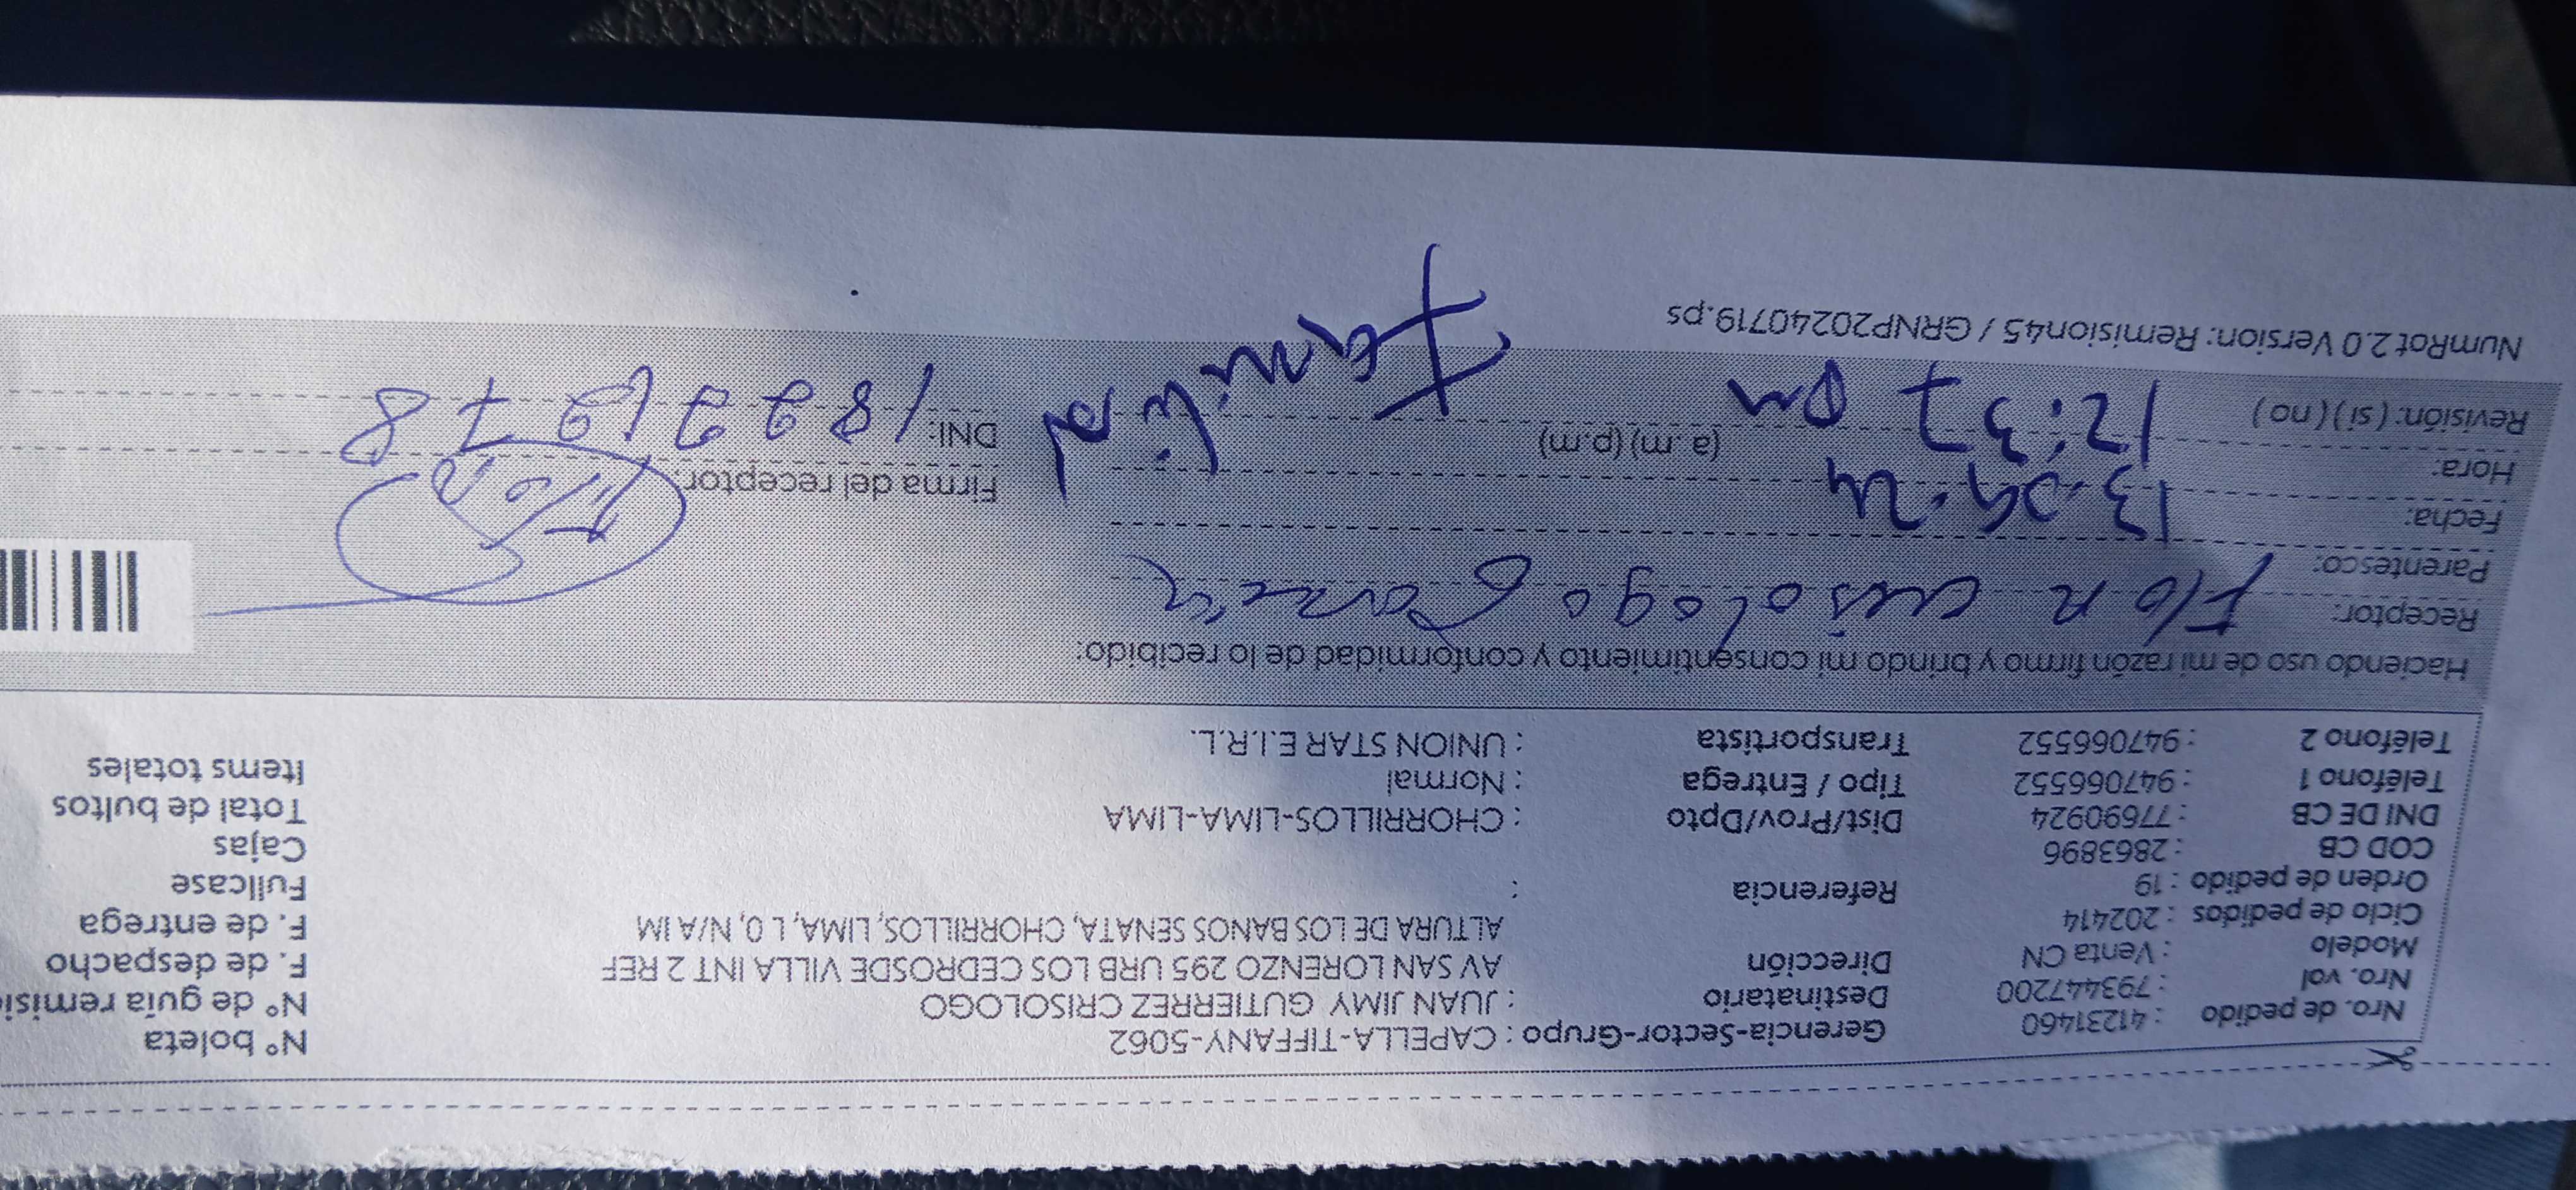 Nro. de pedido : 41231460 Gerencia-Sector-Grupo : CAPELLA-TIFFANY-5062 N° boleta
Nro. vol : 793447200 Destinatario : JUAN JIMY GUTIERREZ CRISOLOGO N° de guía remisi
Modelo : Venta CN Dirección AV SAN LORENZO 295 URB LOS CEDROSDE VILLA INT 2 REF F. de despacho
Ciclo de pedidos : 202414 ALTURA DE LOS BANOS SENATA, CHORRILLOS, LIMA, L 0, N/A IM F. de entrega
Orden de pedido : 19 Referencia : Fullcase
COD CB : 2863896 Cajas
DNI DE CB : 77690924 Dist/Prov/Dpto : CHORRILLOS-LIMA-LIMA Total de bultos
Teléfono 1 : 947066552 Tipo / Entrega : Normal Items totales
Teléfono 2 : 947066552 Transportista : UNION STAR E.I.R.L.
Haciendo uso de mi razón firmo y brindo mi consentimiento y conformidad de lo recibido:
Receptor: Flor crisologo
Parentesco:
Fecha: 13-09-24 Firma del receptor:
Hora: 12:37 pm (a .m) (p.m) Familiar DNI:
Revisión: ( si ) ( no )
NumRot 2.0 Version: Remision45 / GRNP20240719.ps